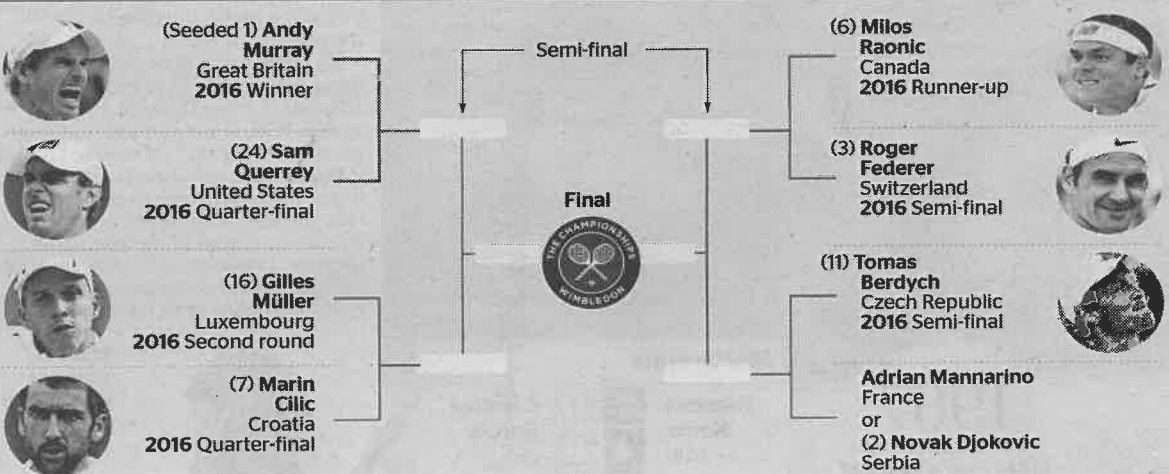 (Seeded 1) Andy
Murray
Great Britain
2016 Winner
(24) Sam
Querrey
United States
2016 Quarter-final
(16) Gilles
Müller
Luxembourg
2016 Second round
(7) Marin
Cilic
Croatia
2016 Quarter-final
Semi-final
Final
THE CHAMPIONSHIPS
WIMBLEDON
(6) Milos
Raonic
Canada
2016 Runner-up
(3) Roger
Federer
Switzerland
2016 Semi-final
(11) Tomas
Berdych
Czech Republic
2016 Semi-final
Adrian Mannarino
France
or
(2) Novak Djokovic
Serbia